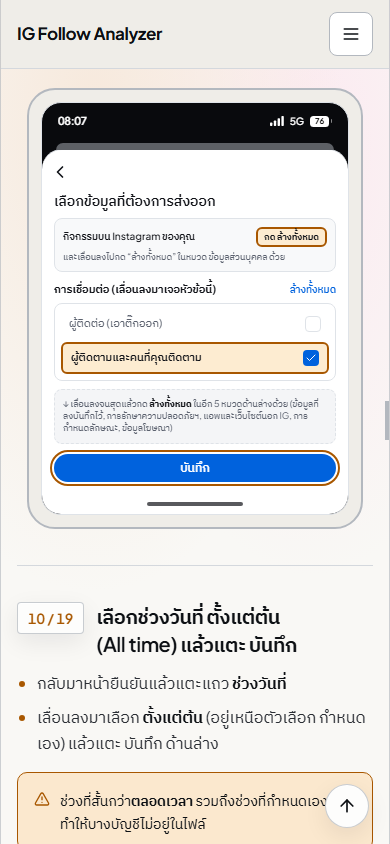 IG Follow Analyzer
08:07
5G 76
เลือกข้อมูลที่ต้องการส่งออก
กิจกรรมบน Instagram ของคุณ
กด ล้างทั้งหมด
และเลื่อนลงไปกด "ล้างทั้งหมด" ในหมวด ข้อมูลส่วนบุคคล ด้วย
การเชื่อมต่อ (เลื่อนลงมาเจอหัวข้อนี้)
ล้างทั้งหมด
ผู้ติดต่อ (เอาติ๊กออก)
ผู้ติดตามและคนที่คุณติดตาม
↓ เลื่อนลงจนสุดแล้วกด ล้างทั้งหมด ในอีก 5 หมวดด้านล่างด้วย (ข้อมูลที่
ลงบันทึกไว้, การรักษาความปลอดภัยฯ, แอพและเว็บไซต์นอก IG, การ
กำหนดลักษณะ, ข้อมูลโฆษณา)
บันทึก
10 / 19
เลือกช่วงวันที่ ตั้งแต่ต้น
(All time) แล้วแตะ บันทึก
กลับมาหน้ายืนยันแล้วแตะแถว ช่วงวันที่
เลื่อนลงมาเลือก ตั้งแต่ต้น (อยู่เหนือตัวเลือก กำหนด
เอง) แล้วแตะ บันทึก ด้านล่าง
ช่วงที่สั้นกว่าตลอดเวลา รวมถึงช่วงที่กำหนดเอง
ทำให้บางบัญชีไม่อยู่ในไฟล์